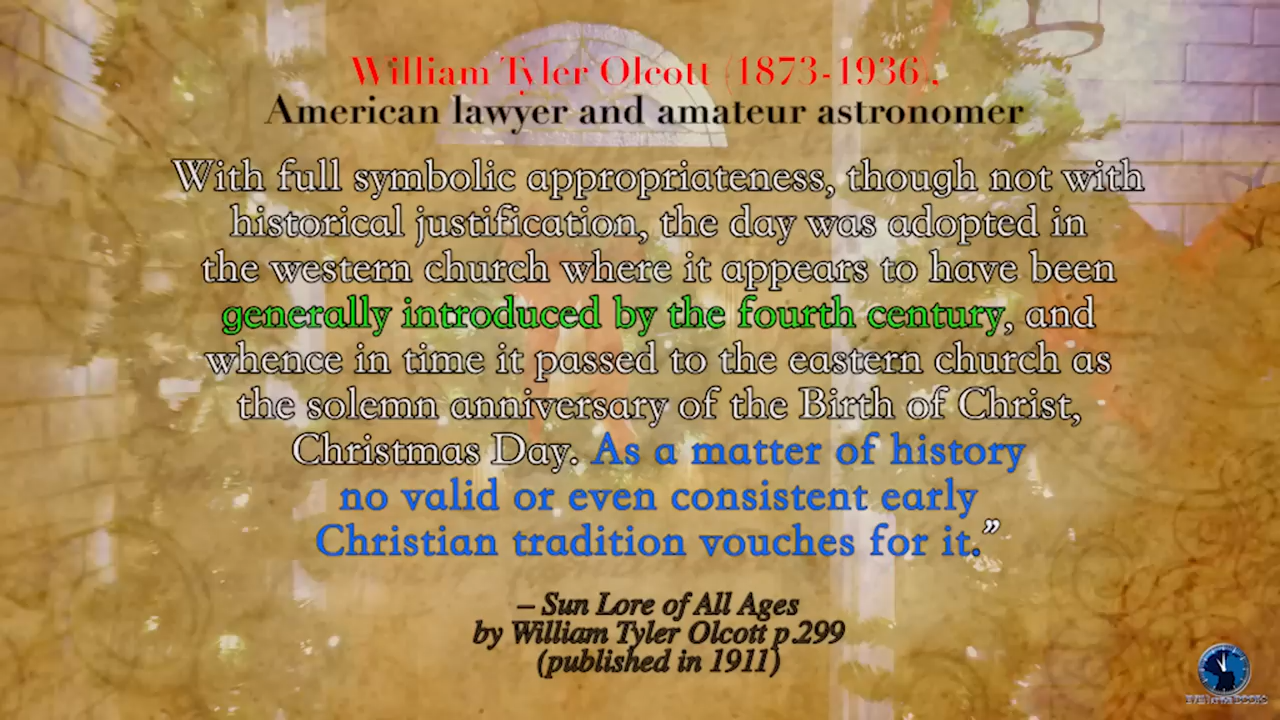 William Tyler Olcott (1873-1936),
American lawyer and amateur astronomer
With full symbolic appropriateness, though not with
historical justification, the day was adopted in
the western church where it appears to have been
generally introduced by the fourth century, and
whence in time it passed to the eastern church as
the solemn anniversary of the Birth of Christ,
Christmas Day. As a matter of history
no valid or even consistent early
Christian tradition vouches for it.”
– Sun Lore of All Ages
by William Tyler Olcott p.299
(published in 1911)